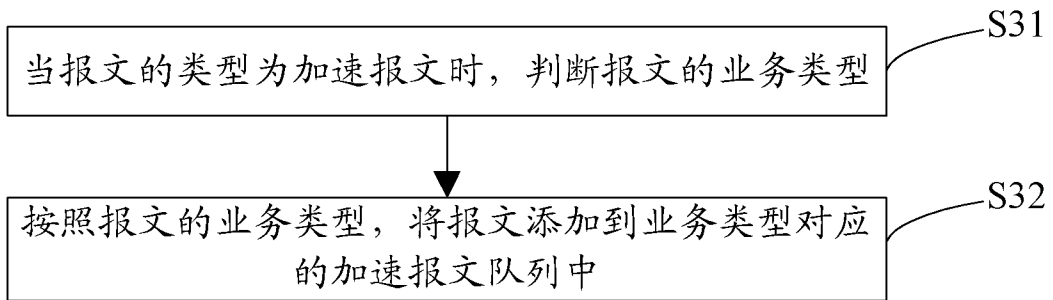 S31
当报文的类型为加速报文时，判断报文的业务类型
S32
按照报文的业务类型，将报文添加到业务类型对应
的加速报文队列中